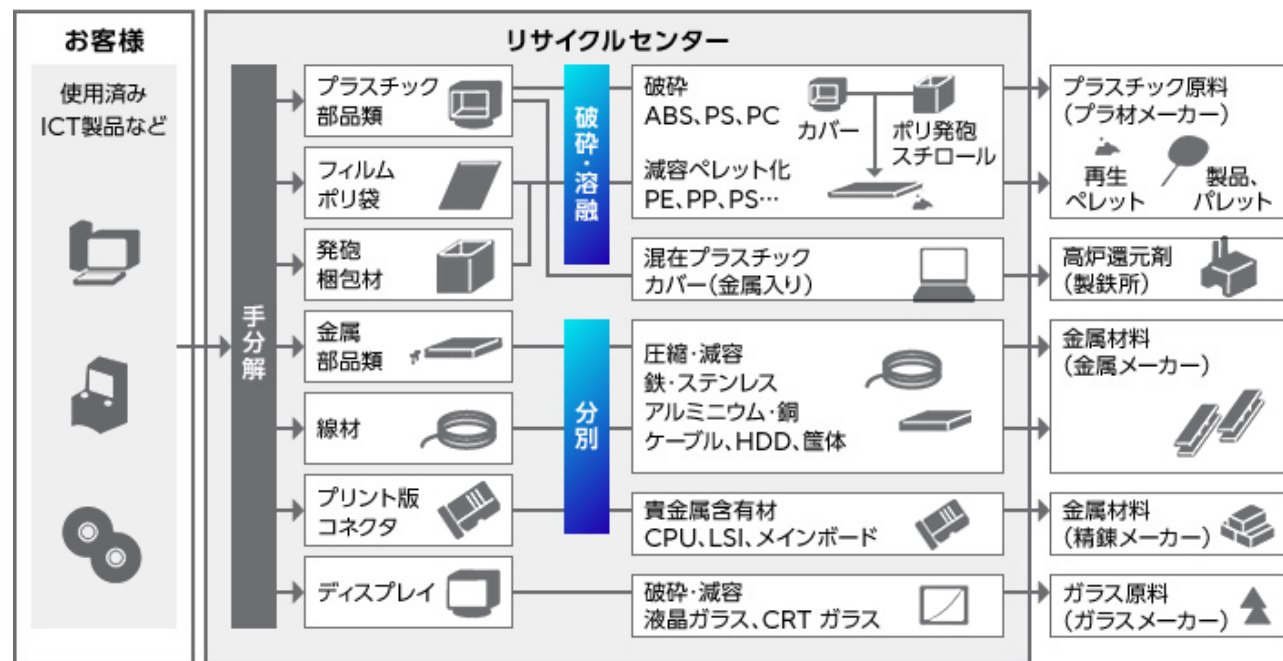 お客様
使用済み
ICT製品など
リサイクルセンター
手分解
プラスチック
部品類
フィルム
ポリ袋
発砲
梱包材
金属
部品類
線材
プリント版
コネクタ
ディスプレイ
破砕・溶融
分別
破砕
ABS、PS、PC
カバー
ポリ発砲
スチロール
減容ペレット化
PE、PP、PS…
混在プラスチック
カバー(金属入り)
圧縮・減容
鉄・ステンレス
アルミニウム・銅
ケーブル、HDD、筐体
貴金属含有材
CPU、LSI、メインボード
破砕・減容
液晶ガラス、CRT ガラス
プラスチック原料
(プラ材メーカー)
再生
ペレット
製品、
パレット
高炉還元剤
(製鉄所)
金属材料
(金属メーカー)
金属材料
(精錬メーカー)
ガラス原料
(ガラスメーカー)